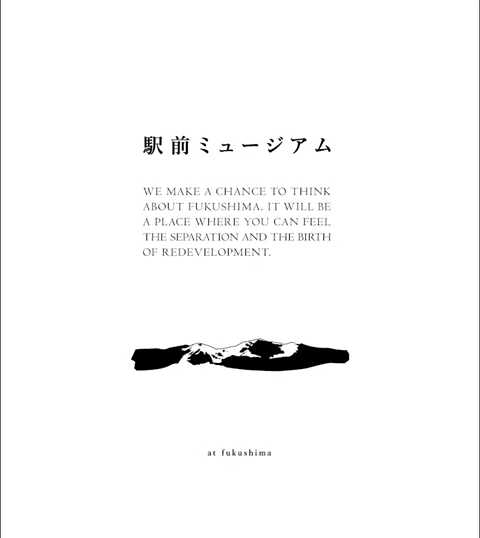 駅前ミュージアム
WE MAKE A CHANCE TO THINK
ABOUT FUKUSHIMA. IT WILL BE
A PLACE WHERE YOU CAN FEEL
THE SEPARATION AND THE BIRTH
OF REDEVELOPMENT.
at fukushima